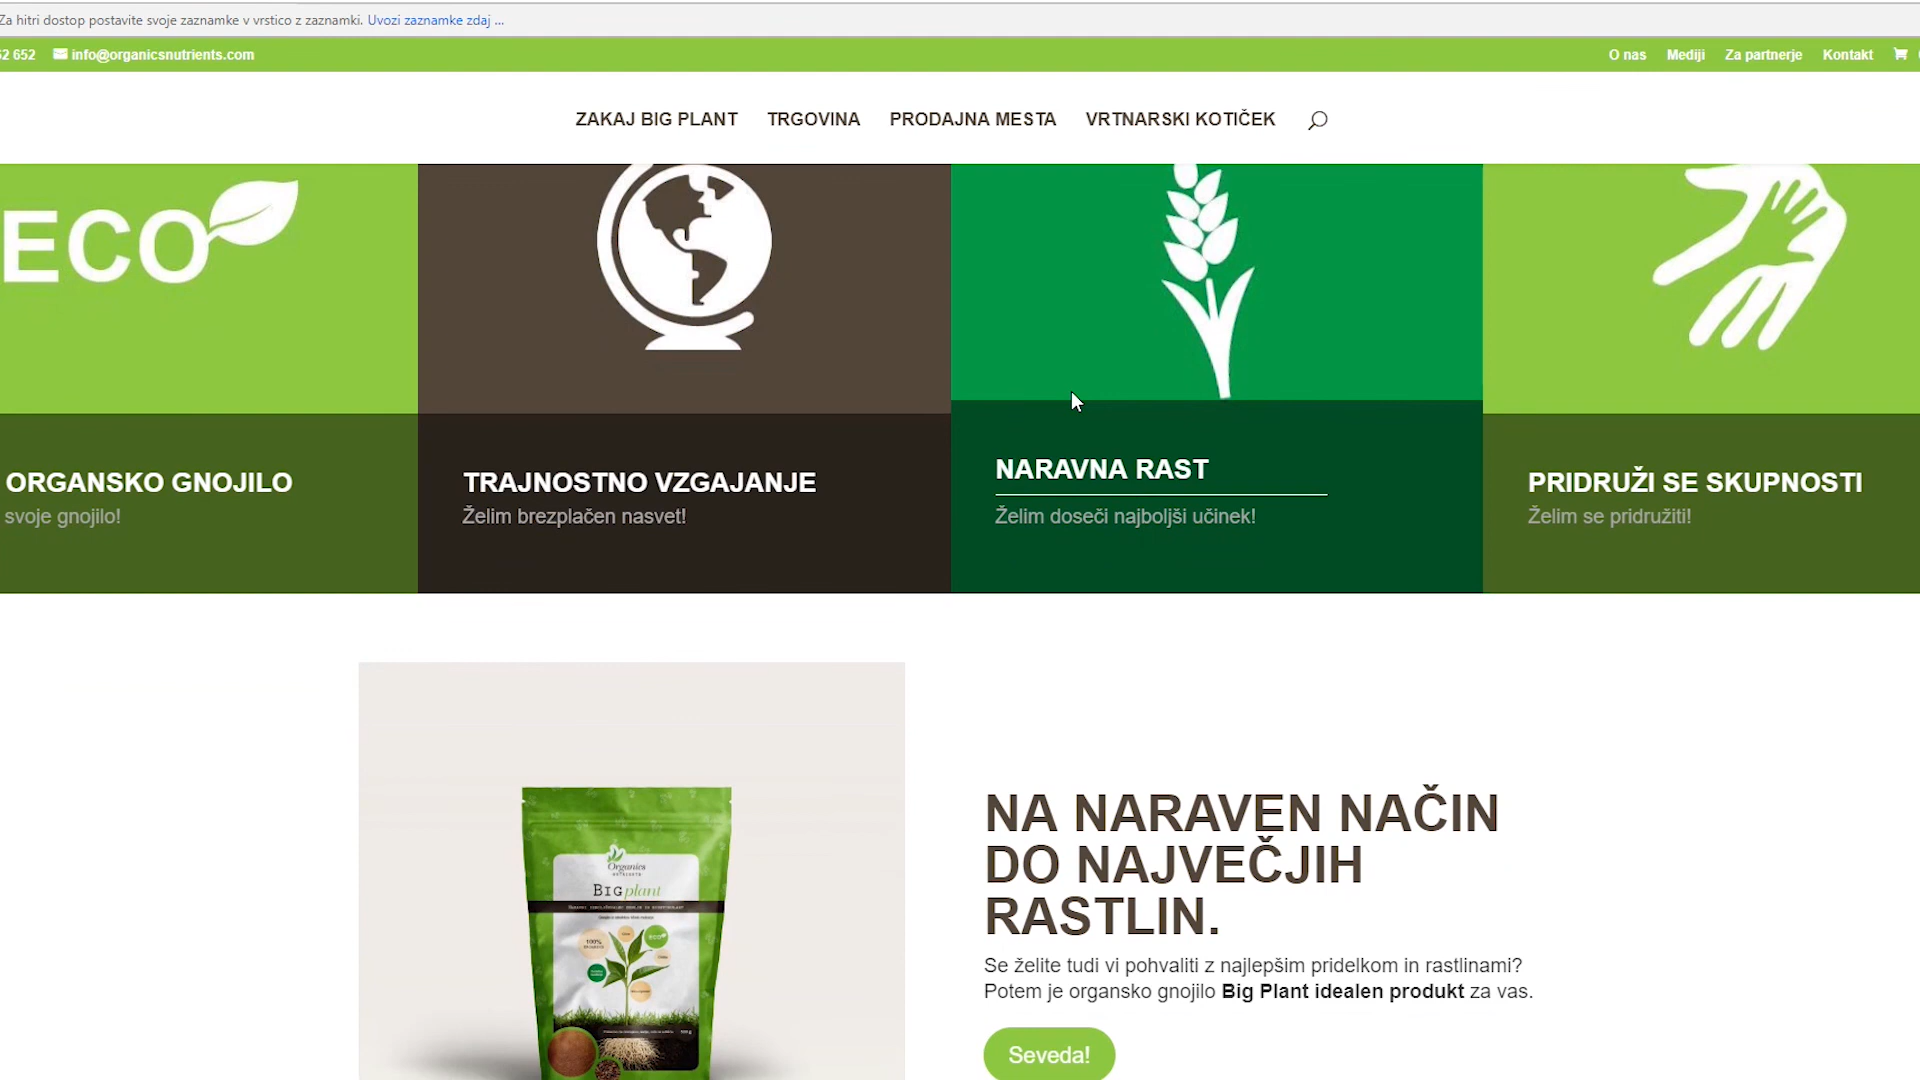 Za hitri dostop postavite svoje zaznamke v vrstico z zaznamki. Uvozi zaznamke zdaj ...
652 info@organicsnutrients.com O nas Mediji Za partnerje Kontakt
ZAKAJ BIG PLANT TRGOVINA PRODAJNA MESTA VRTNARSKI KOTIČEK
ECO
ORGANSKO GNOJILO
svoje gnojilo!
TRAJNOSTNO VZGAJANJE
Želim brezplačen nasvet!
NARAVNA RAST
Želim doseči najboljši učinek!
PRIDRUŽI SE SKUPNOSTI
Želim se pridružiti!
Organics
NUTRIENTS
BIG plant
100%
ECO
NA NARAVEN NAČIN
DO NAJVEČJIH
RASTLIN.
Se želite tudi vi pohvaliti z najlepšim pridelkom in rastlinami?
Potem je organsko gnojilo Big Plant idealen produkt za vas.
Seveda!